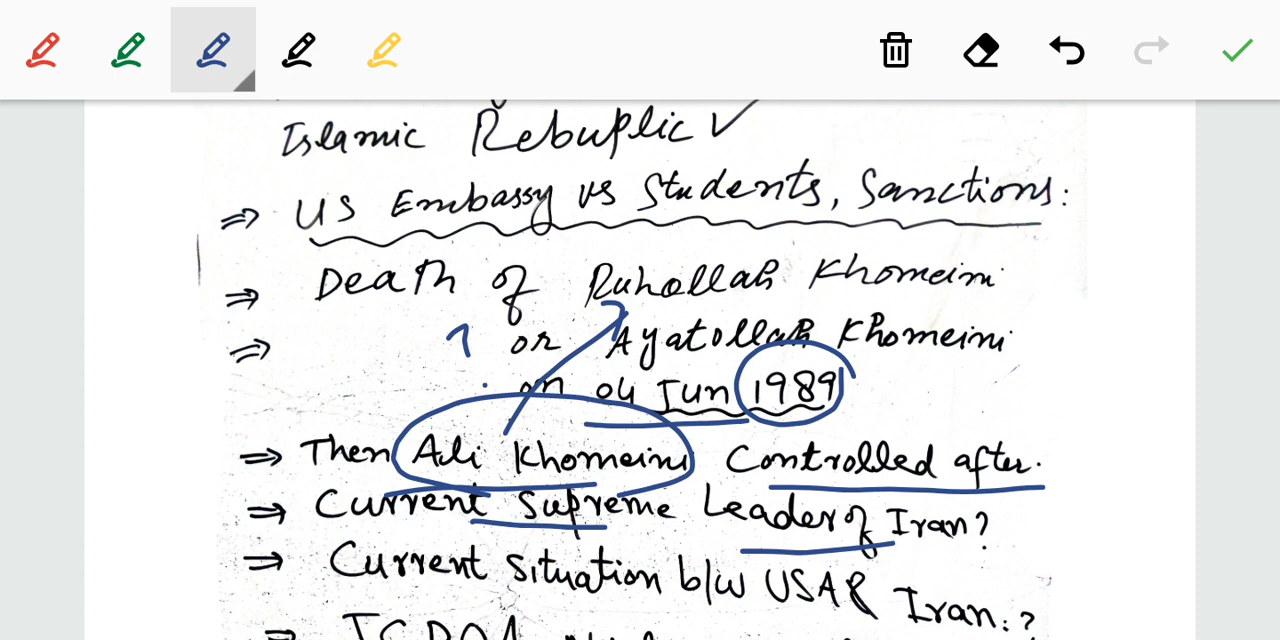 Islamic Rebuplic ✓
⇒ US Embassy vs Students, Sanctions:
⇒ Death of Ruhollah Khomeini
⇒ or Ayatollah Khomeini
on 04 Jun 1989
⇒ Then Ali Khomeini Controlled after.
⇒ Current Supreme Leader of Iran?
⇒ Current Situation b/w USA & Iran.?